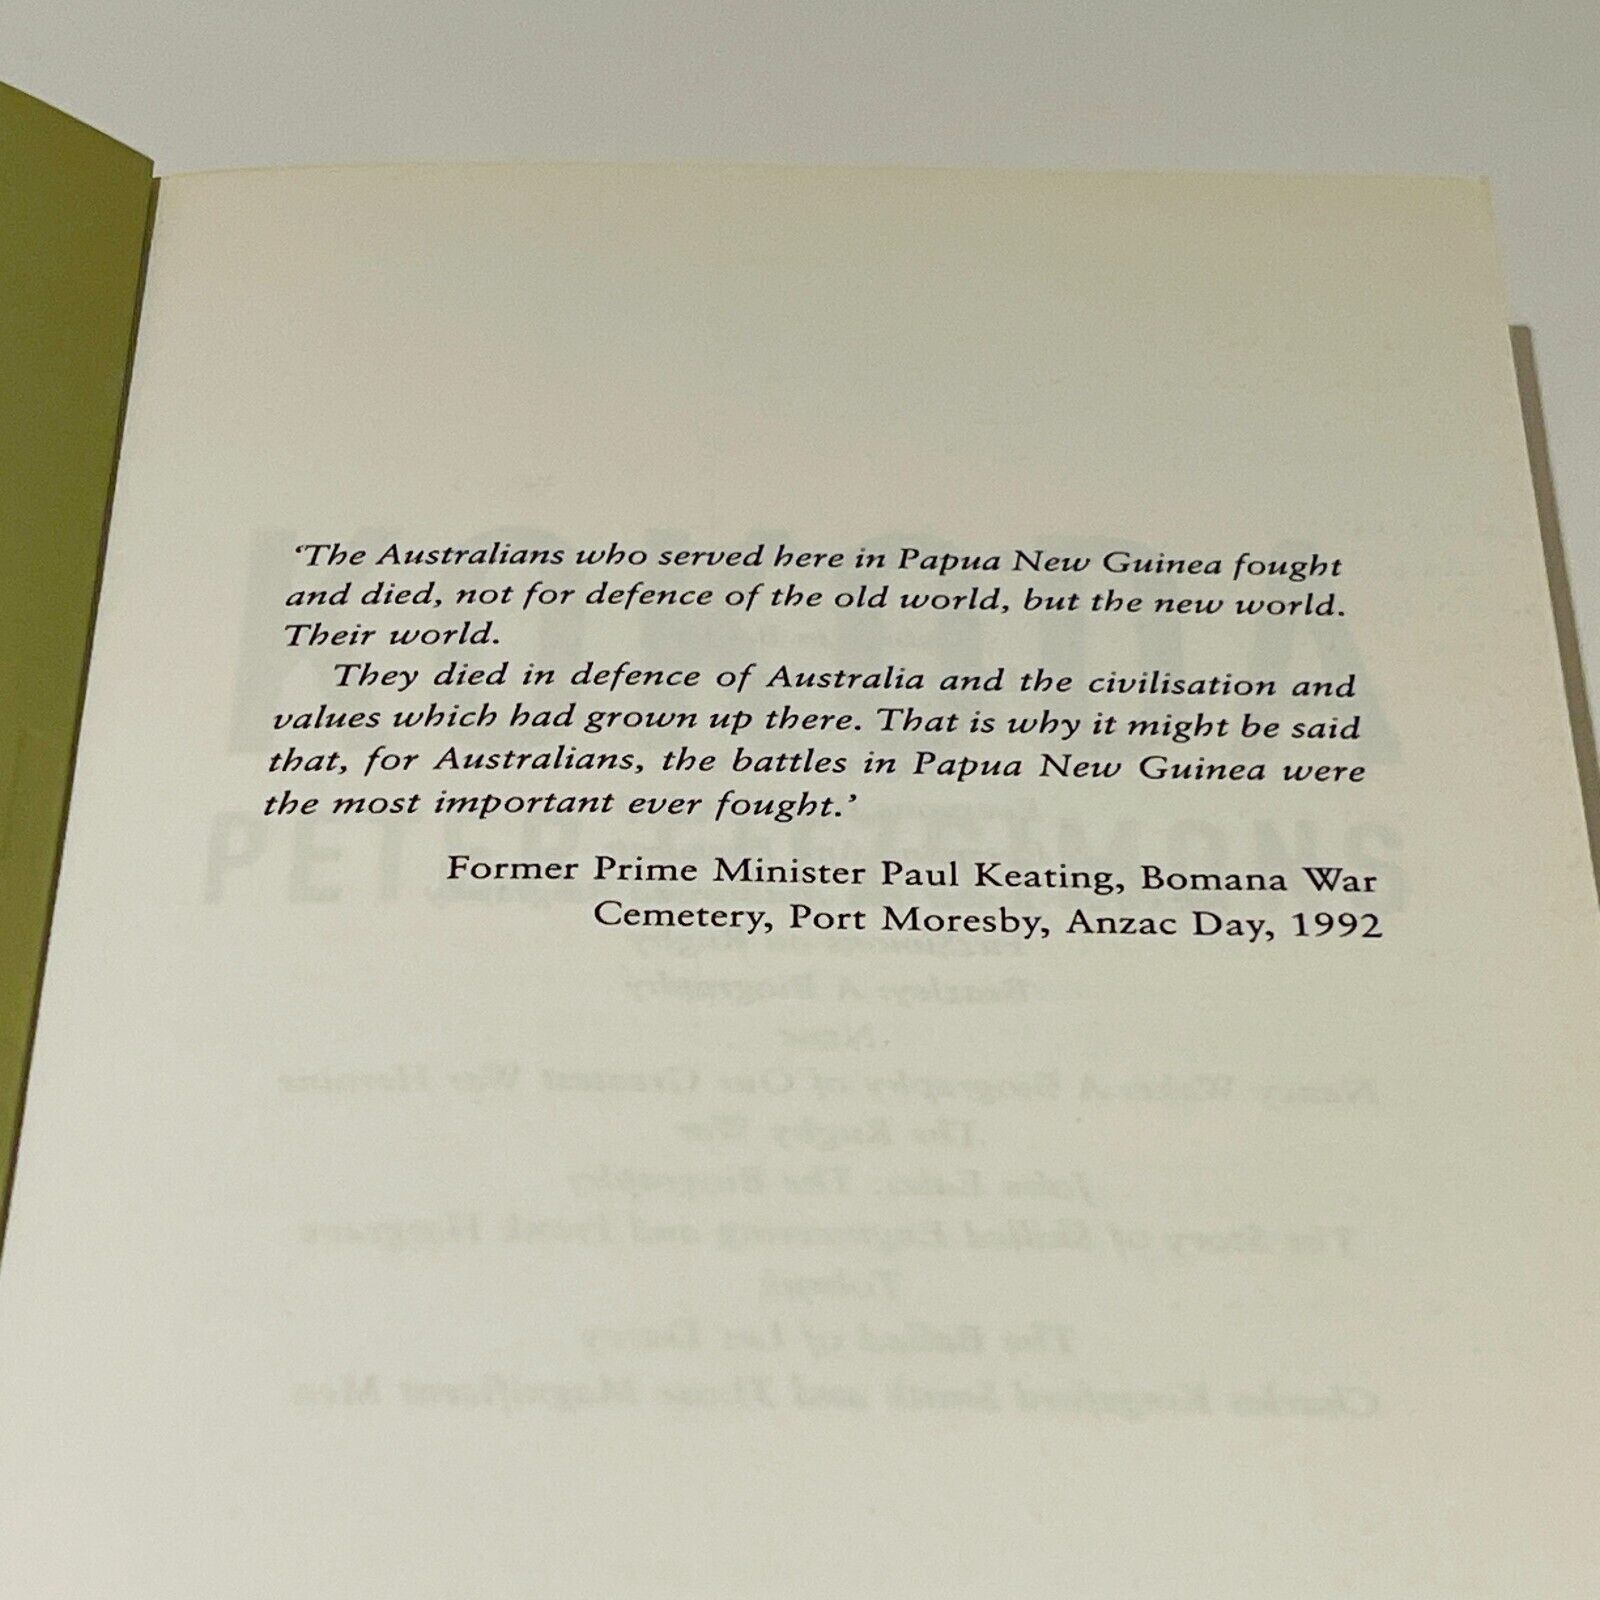 ‘The Australians who served here in Papua New Guinea fought
and died, not for defence of the old world, but the new world.
Their world.
They died in defence of Australia and the civilisation and
values which had grown up there. That is why it might be said
that, for Australians, the battles in Papua New Guinea were
the most important ever fought.’
Former Prime Minister Paul Keating, Bomana War
Cemetery, Port Moresby, Anzac Day, 1992